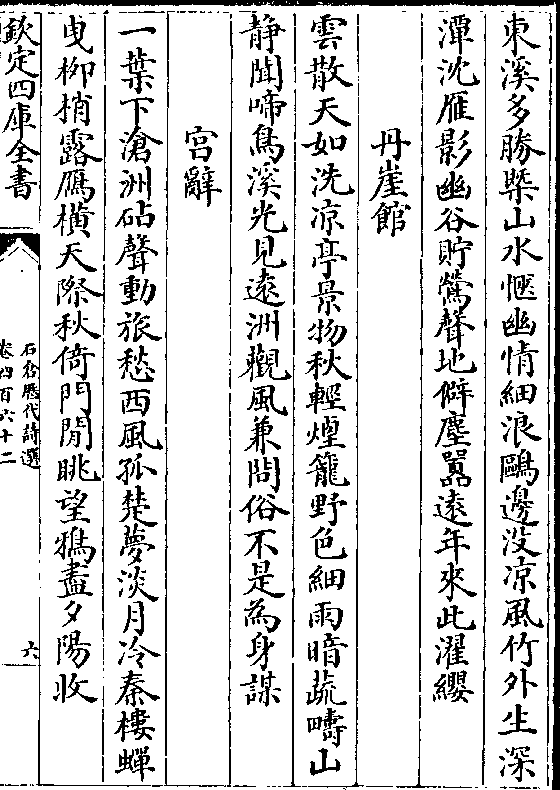 東溪多勝槩山水愜幽情細浪鷗邊没凉風竹外生深
潭沈雁影幽谷貯鶯聲地僻塵囂遠年來此濯纓
丹崖館
雲散天如洗凉亭景物秋輕煙籠野色細雨暗蔬疇山
静聞啼鳥溪光見遠洲觀風兼問俗不是為身謀
宫辭
一葉下滄洲砧聲動旅愁西風孤楚夢淡月冷秦樓蟬
曳柳梢露鴈横天際秋倚門閒眺望鴉盡夕陽收
欽定四庫全書
石倉歷代詩選
卷四百六十二
六